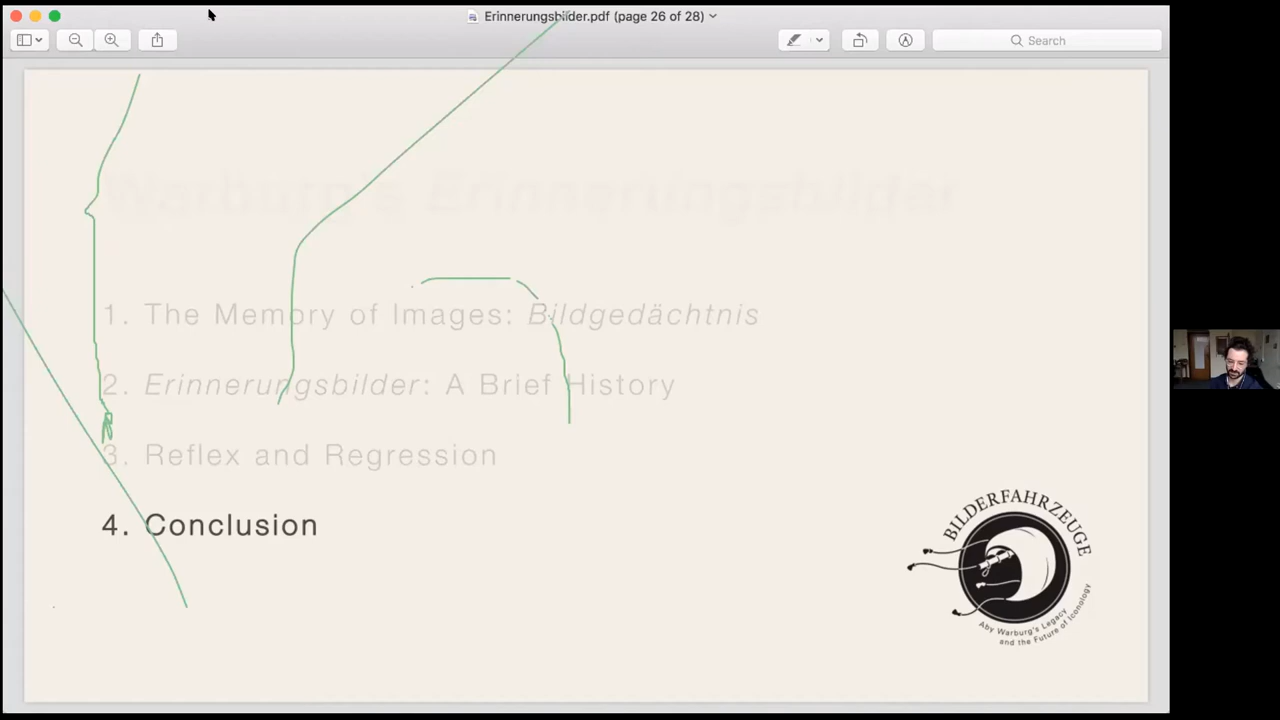 Erinnerungsbilder.pdf (page 26 of 28)
Search
Warburg's Erinnerungsbilder
1. The Memory of Images: Bildgedächtnis
2. Erinnerungsbilder: A Brief History
3. Reflex and Regression
4. Conclusion
BILDERFAHRZEUGE
Aby Warburg's Legacy
and the Future of Iconology